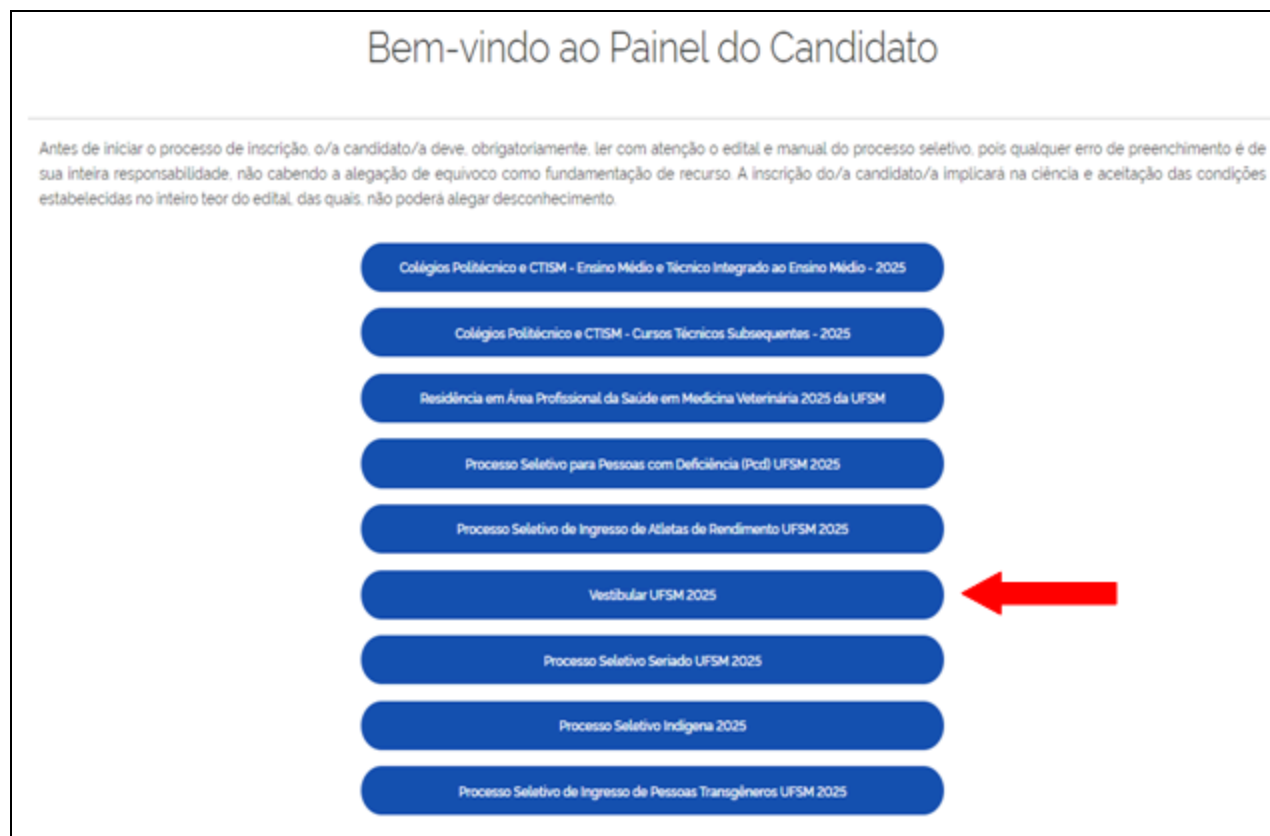 Bem-vindo ao Painel do Candidato
Antes de iniciar o processo de inscrição, o/a candidato/a deve, obrigatoriamente, ler com atenção o edital e manual do processo seletivo, pois qualquer erro de preenchimento é de
sua inteira responsabilidade, não cabendo a alegação de equívoco como fundamentação de recurso. A inscrição do/a candidato/a implicará na ciência e aceitação das condições
estabelecidas no inteiro teor do edital, das quais, não poderá alegar desconhecimento.
Colégios Politécnico e CTISM - Ensino Médio e Técnico Integrado ao Ensino Médio - 2025
Colégios Politécnico e CTISM - Cursos Técnicos Subsequentes - 2025
Residência em Área Profissional da Saúde em Medicina Veterinária 2025 da UFSM
Processo Seletivo para Pessoas com Deficiência (Pcd) UFSM 2025
Processo Seletivo de Ingresso de Atletas de Rendimento UFSM 2025
Vestibular UFSM 2025
Processo Seletivo Seriado UFSM 2025
Processo Seletivo Indígena 2025
Processo Seletivo de Ingresso de Pessoas Transgêneros UFSM 2025